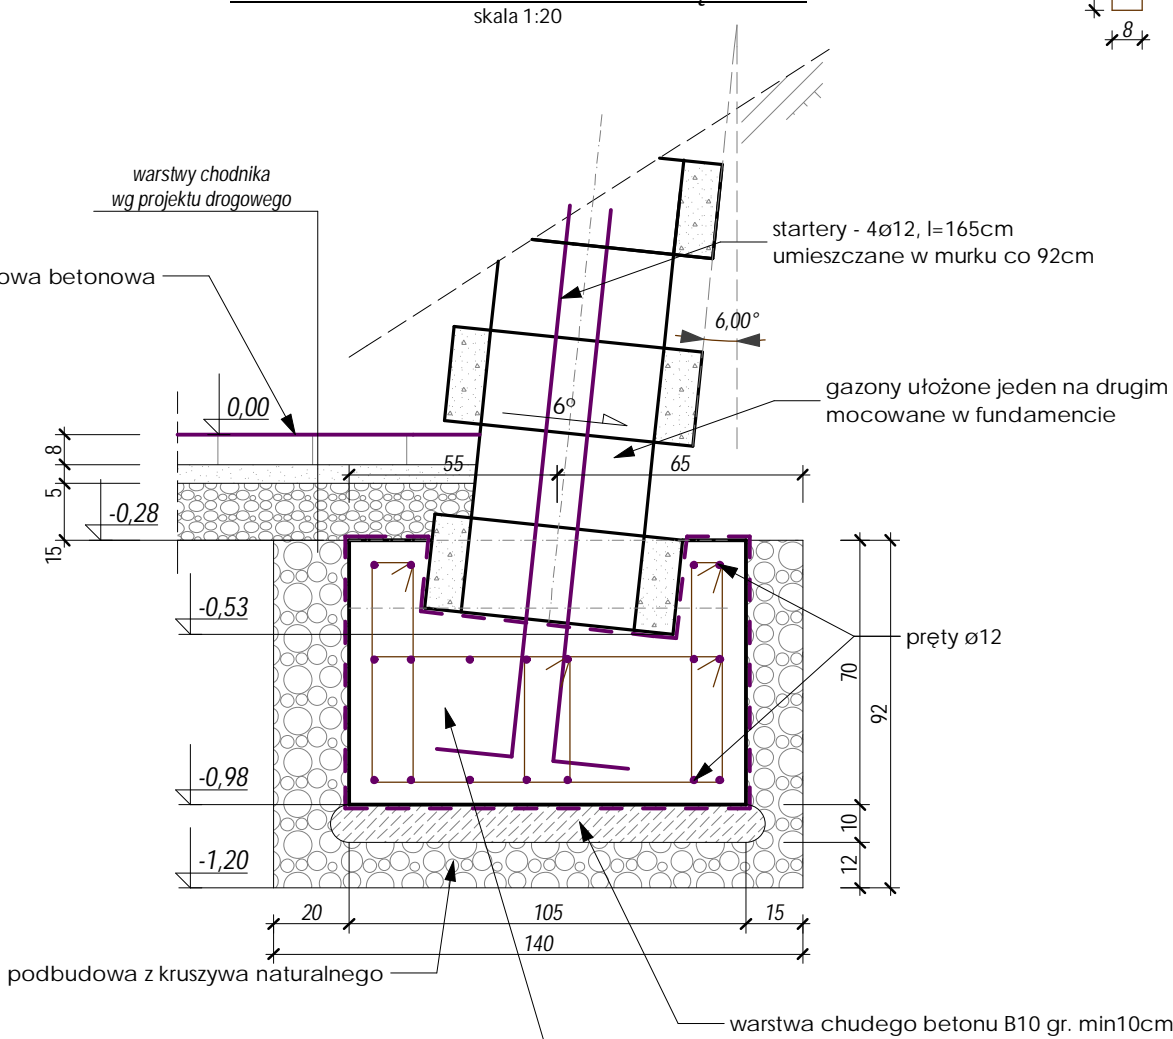 skala 1:20
8
warstwy chodnika
wg projektu drogowego
startery - 4ø12, l=165cm
umieszczane w murku co 92cm
owa betonowa
6,00°
gazony ułożone jeden na drugim
mocowane w fundamencie
6°
0,00
8
55
65
5
-0,28
15
-0,53
pręty ø12
70
92
-0,98
10
-1,20
12
20
105
15
140
podbudowa z kruszywa naturalnego
warstwa chudego betonu B10 gr. min10cm